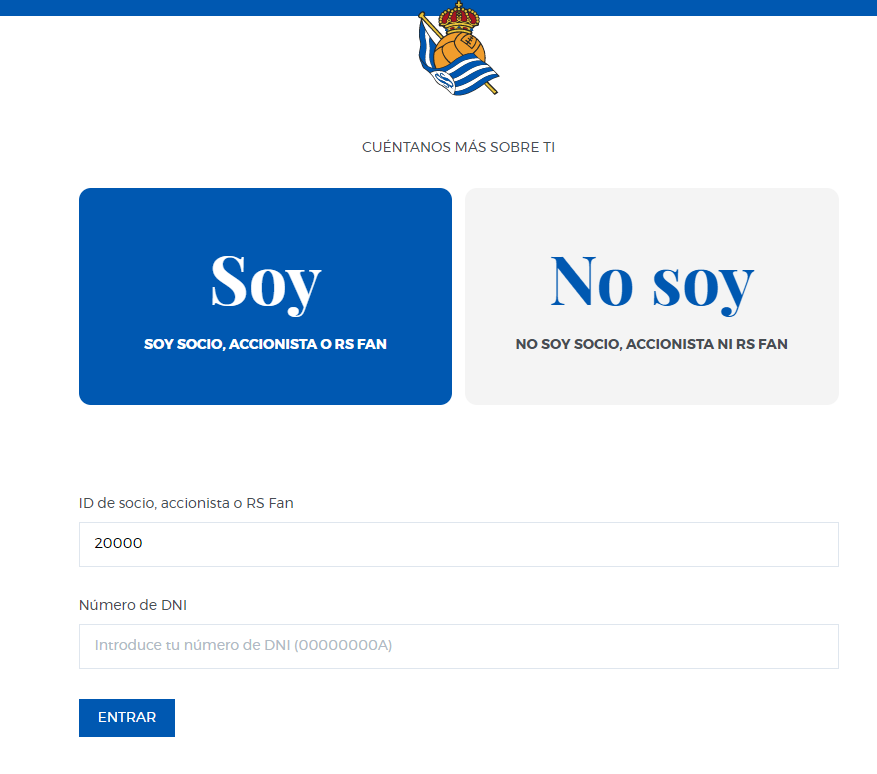 CUÉNTANOS MÁS SOBRE TI
Soy
SOY SOCIO, ACCIONISTA O RS FAN
No soy
NO SOY SOCIO, ACCIONISTA NI RS FAN
ID de socio, accionista o RS Fan
20000
Número de DNI
Introduce tu número de DNI (00000000A)
ENTRAR